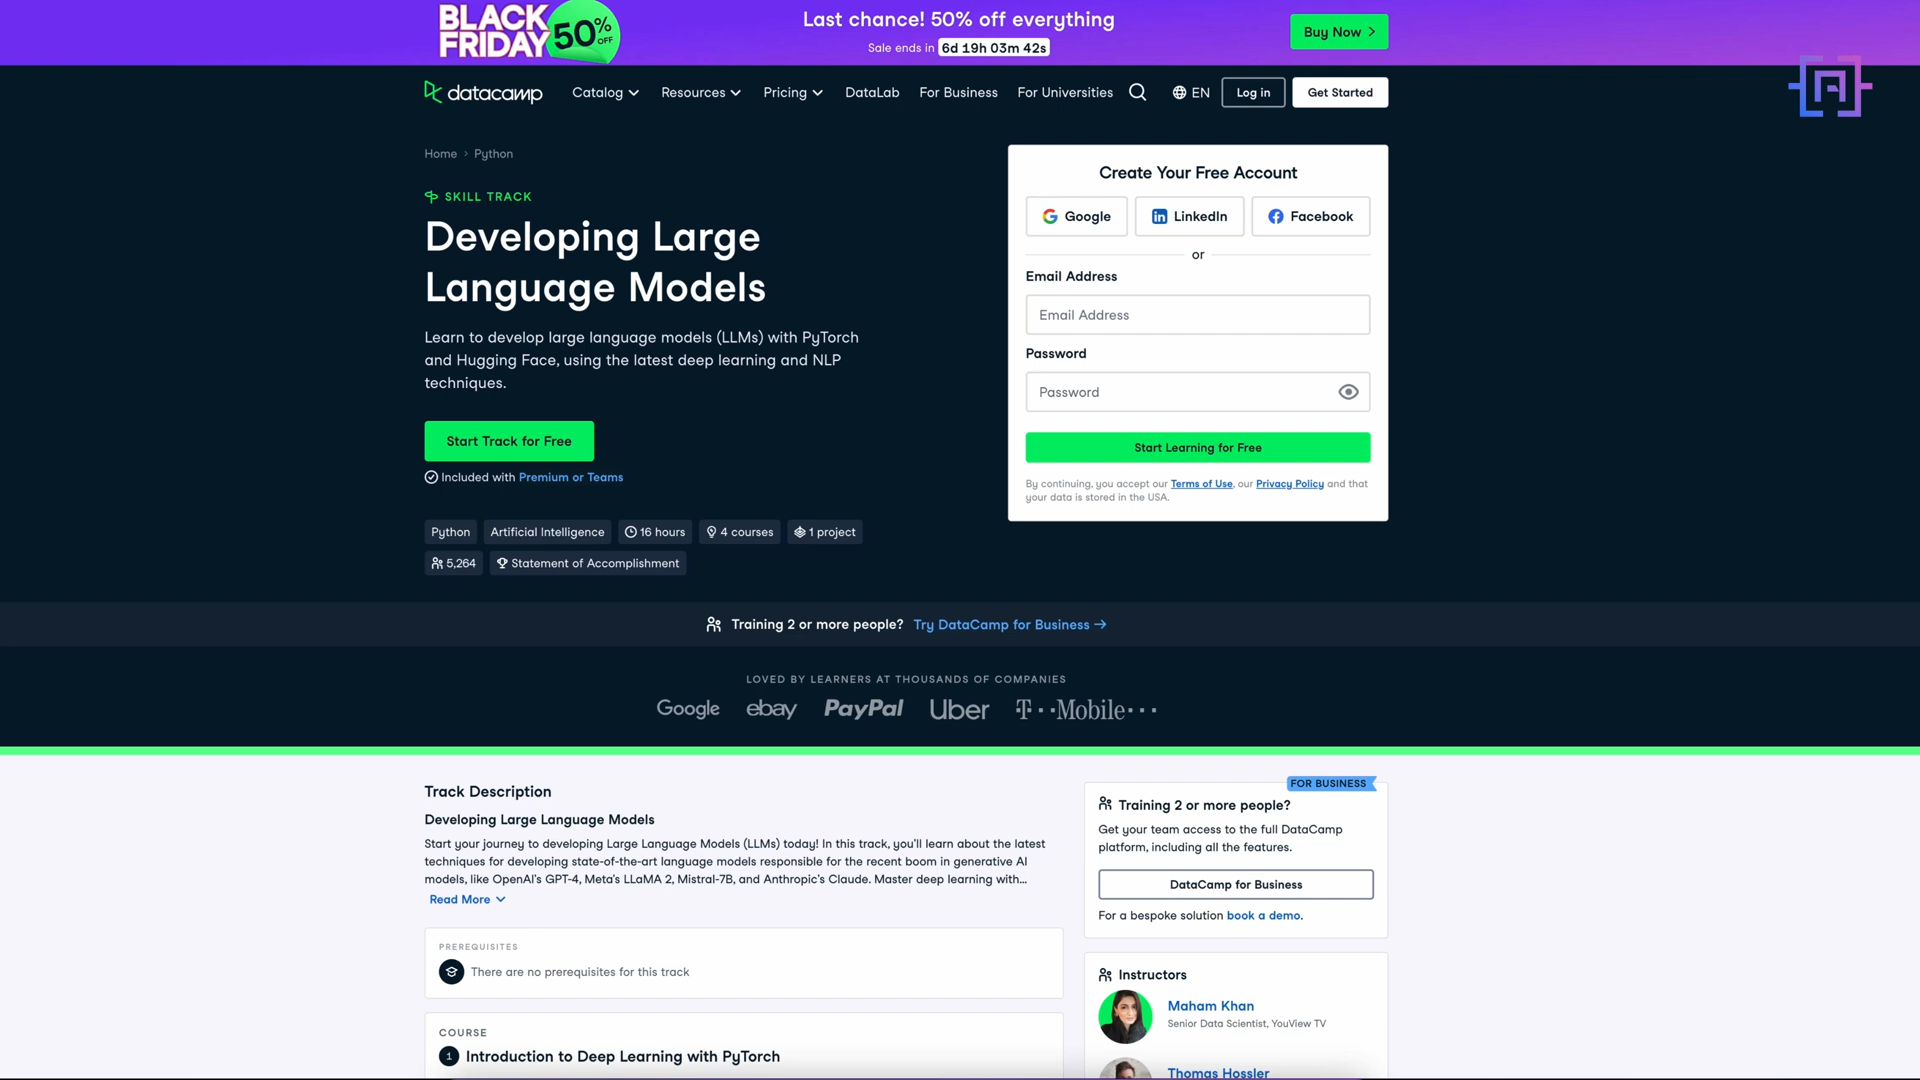 BLACK
FRIDAY
50%
OFF
Last chance! 50% off everything
Sale ends in 6d 19h 03m 42s
Buy Now
datacamp
Catalog
Resources
Pricing
DataLab
For Business
For Universities
EN
Log in
Get Started
Home > Python
SKILL TRACK
Developing Large
Language Models
Learn to develop large language models (LLMs) with PyTorch
and Hugging Face, using the latest deep learning and NLP
techniques.
Start Track for Free
Included with Premium or Teams
Python
Artificial Intelligence
16 hours
4 courses
1 project
5,264
Statement of Accomplishment
Create Your Free Account
Google
LinkedIn
Facebook
or
Email Address
Email Address
Password
Password
Start Learning for Free
By continuing, you accept our Terms of Use, our Privacy Policy and that
your data is stored in the USA.
Training 2 or more people? Try DataCamp for Business →
LOVED BY LEARNERS AT THOUSANDS OF COMPANIES
Google
ebay
PayPal
Uber
T··Mobile···
Track Description
Developing Large Language Models
Start your journey to developing Large Language Models (LLMs) today! In this track, you'll learn about the latest
techniques for developing state-of-the-art language models responsible for the recent boom in generative AI
models, like OpenAI's GPT-4, Meta's LLaMA 2, Mistral-7B, and Anthropic's Claude. Master deep learning with...
Read More
PREREQUISITES
There are no prerequisites for this track
COURSE
1 Introduction to Deep Learning with PyTorch
FOR BUSINESS
Training 2 or more people?
Get your team access to the full DataCamp
platform, including all the features.
DataCamp for Business
For a bespoke solution book a demo.
Instructors
Maham Khan
Senior Data Scientist, YouView TV
Thomas Hossler